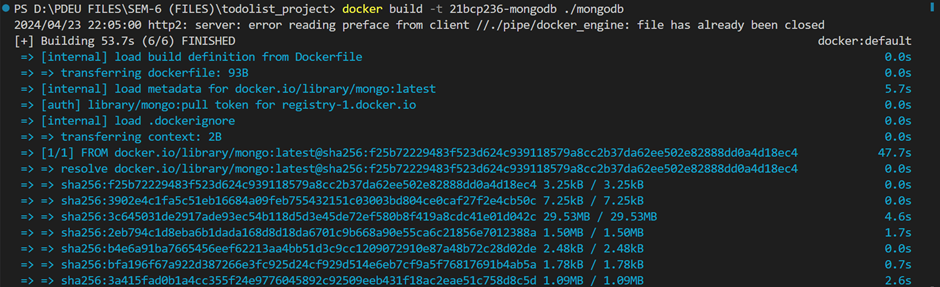 PS D:\PDEU FILES\SEM-6 (FILES)\todolist_project> docker build -t 21bcp236-mongodb ./mongodb
2024/04/23 22:05:00 http2: server: error reading preface from client //./pipe/docker_engine: file has already been closed
[+] Building 53.7s (6/6) FINISHED docker:default
=> [internal] load build definition from Dockerfile 0.0s
=> => transferring dockerfile: 93B 0.0s
=> [internal] load metadata for docker.io/library/mongo:latest 5.7s
=> [auth] library/mongo:pull token for registry-1.docker.io 0.0s
=> [internal] load .dockerignore 0.0s
=> => transferring context: 2B 0.0s
=> [1/1] FROM docker.io/library/mongo:latest@sha256:f25b72229483f523d624c939118579a8cc2b37da62ee502e82888dd0a4d18ec4 47.7s
=> => resolve docker.io/library/mongo:latest@sha256:f25b72229483f523d624c939118579a8cc2b37da62ee502e82888dd0a4d18ec4 0.0s
=> => sha256:f25b72229483f523d624c939118579a8cc2b37da62ee502e82888dd0a4d18ec4 3.25kB / 3.25kB 0.0s
=> => sha256:3902e4c1fa5c51eb16684a09feb755432151c03003bd804ce0caf27f2e4cb50c 7.25kB / 7.25kB 0.0s
=> => sha256:3c645031de2917ade93ec54b118d5d3e45de72ef580b8f419a8cdc41e01d042c 29.53MB / 29.53MB 4.6s
=> => sha256:2eb794c1d8eba6b1dada168d8d18da6701c9b668a90e55ca6c21856e7012388a 1.50MB / 1.50MB 1.7s
=> => sha256:b4e6a91ba7665456eef62213aa4bb51d3c9cc1209072910e87a48b72c28d02de 2.48kB / 2.48kB 0.0s
=> => sha256:bfa196f67a922d387266e3fc925d24cf929d514e6eb7cf9a5f76817691b4ab5a 1.78kB / 1.78kB 0.7s
=> => sha256:3a415fad0b1a4cc355f24e9776045892c92509eeb431f18ac2eae51c758d8c5d 1.09MB / 1.09MB 2.6s